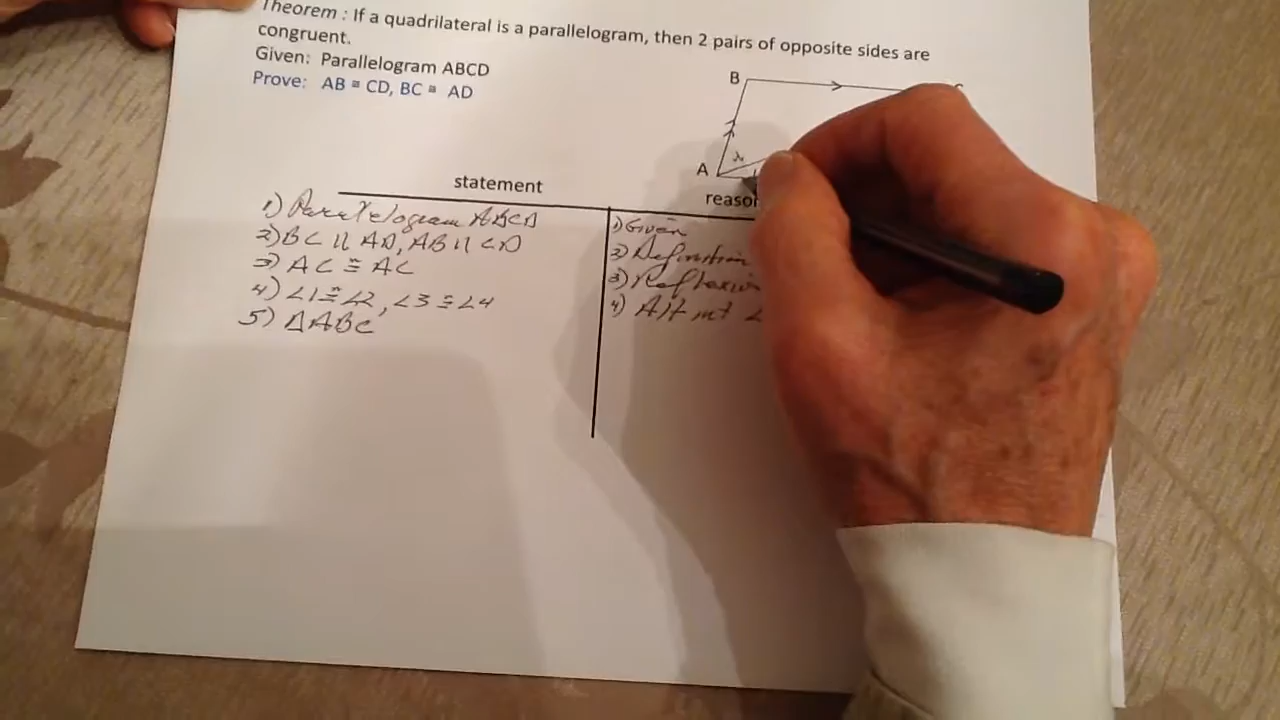 Theorem : If a quadrilateral is a parallelogram, then 2 pairs of opposite sides are
congruent.
Given: Parallelogram ABCD
Prove: AB ≅ CD, BC ≅ AD
B
A
statement
reason
1) Parallelogram ABCD
2) BC || AD, AB || CD
3) AC ≅ AC
4) ∠1 ≅ ∠2, ∠3 ≅ ∠4
5) ΔABC
1) Given
2) Definition
3) Reflexive
4) Alt int ∠